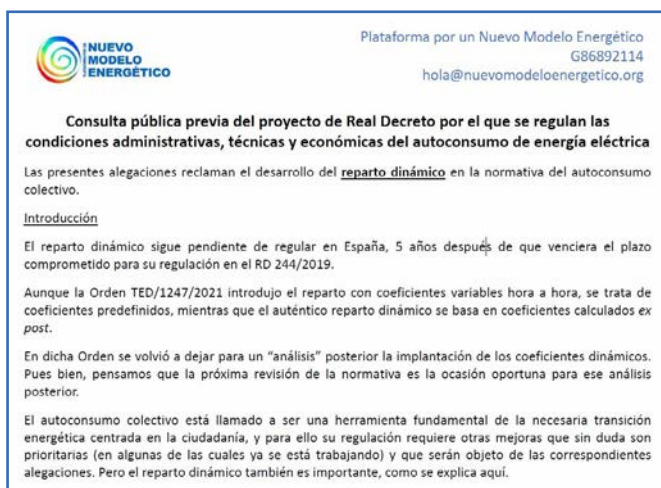 NUEVO
MODELO
ENERGÉTICO
Plataforma por un Nuevo Modelo Energético
G86892114
hola@nuevomodeloenergetico.org
Consulta pública previa del proyecto de Real Decreto por el que se regulan las
condiciones administrativas, técnicas y económicas del autoconsumo de energía eléctrica
Las presentes alegaciones reclaman el desarrollo del reparto dinámico en la normativa del autoconsumo
colectivo.
Introducción
El reparto dinámico sigue pendiente de regular en España, 5 años después de que venciera el plazo
comprometido para su regulación en el RD 244/2019.
Aunque la Orden TED/1247/2021 introdujo el reparto con coeficientes variables hora a hora, se trata de
coeficientes predefinidos, mientras que el auténtico reparto dinámico se basa en coeficientes calculados ex
post.
En dicha Orden se volvió a dejar para un “análisis” posterior la implantación de los coeficientes dinámicos.
Pues bien, pensamos que la próxima revisión de la normativa es la ocasión oportuna para ese análisis
posterior.
El autoconsumo colectivo está llamado a ser una herramienta fundamental de la necesaria transición
energética centrada en la ciudadanía, y para ello su regulación requiere otras mejoras que sin duda son
prioritarias (en algunas de las cuales ya se está trabajando) y que serán objeto de las correspondientes
alegaciones. Pero el reparto dinámico también es importante, como se explica aquí.